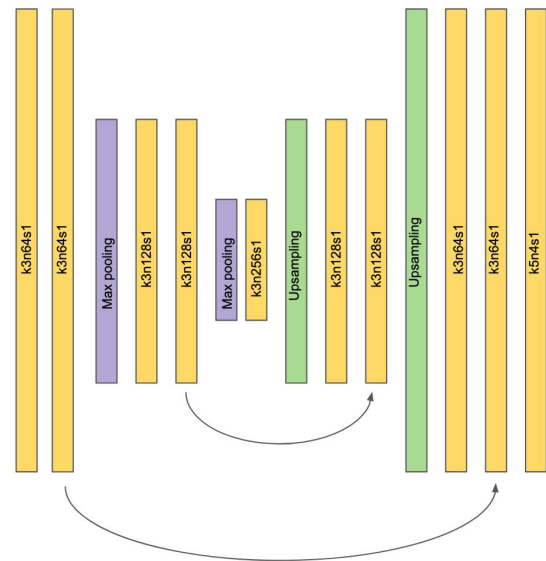 k3n64s1
k3n64s1
Max pooling
k3n128s1
k3n128s1
Max pooling
k3n256s1
Upsampling
k3n128s1
k3n128s1
Upsampling
k3n64s1
k3n64s1
k5n4s1